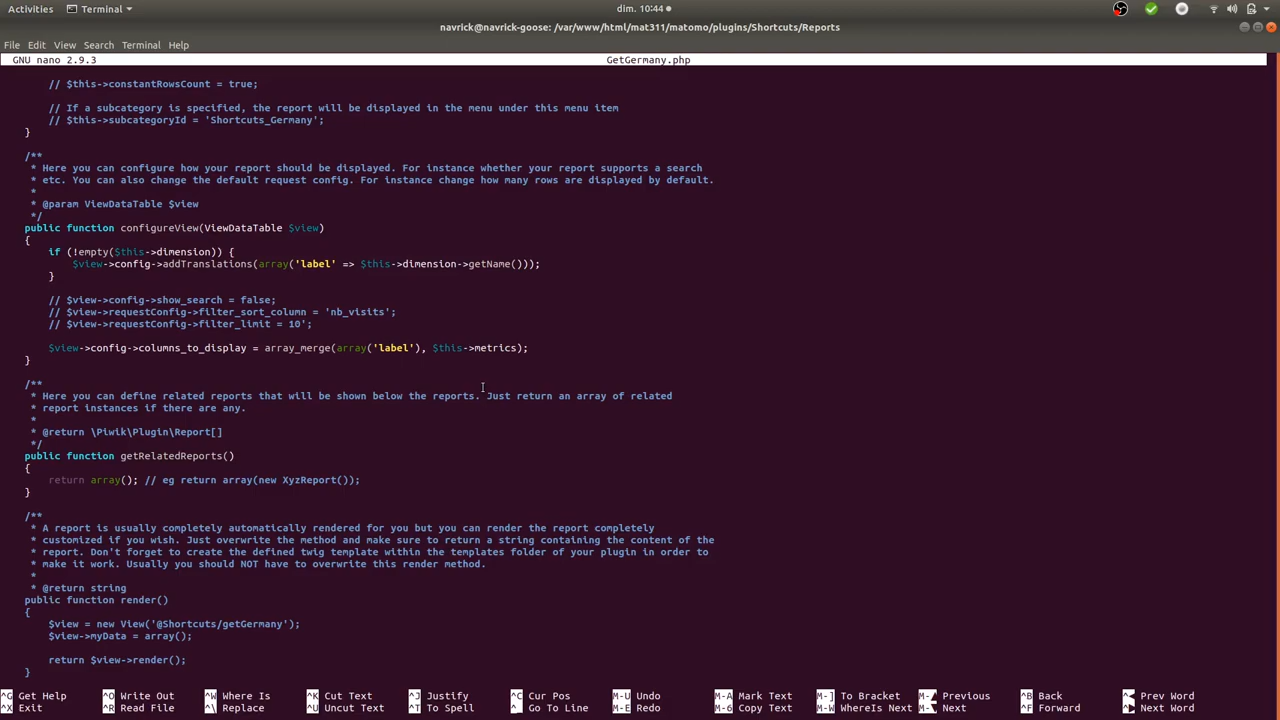 Activities Terminal dim. 10:44
navrick@navrick-goose: /var/www/html/mat311/matomo/plugins/Shortcuts/Reports
File Edit View Search Terminal Help
GNU nano 2.9.3 GetGermany.php
// $this->constantRowsCount = true;
// If a subcategory is specified, the report will be displayed in the menu under this menu item
// $this->subcategoryId = 'Shortcuts_Germany';
}
/**
* Here you can configure how your report should be displayed. For instance whether your report supports a search
* etc. You can also change the default request config. For instance change how many rows are displayed by default.
*
* @param ViewDataTable $view
*/
public function configureView(ViewDataTable $view)
{
if (!empty($this->dimension)) {
$view->config->addTranslations(array('label' => $this->dimension->getName()));
}
// $view->config->show_search = false;
// $view->requestConfig->filter_sort_column = 'nb_visits';
// $view->requestConfig->filter_limit = 10';
$view->config->columns_to_display = array_merge(array('label'), $this->metrics);
}
/**
* Here you can define related reports that will be shown below the reports. Just return an array of related
* report instances if there are any.
*
* @return \Piwik\Plugin\Report[]
*/
public function getRelatedReports()
{
return array(); // eg return array(new XyzReport());
}
/**
* A report is usually completely automatically rendered for you but you can render the report completely
* customized if you wish. Just overwrite the method and make sure to return a string containing the content of the
* report. Don't forget to create the defined twig template within the templates folder of your plugin in order to
* make it work. Usually you should NOT have to overwrite this render method.
*
* @return string
public function render()
{
$view = new View('@Shortcuts/getGermany');
$view->myData = array();
return $view->render();
}
^G Get Help ^O Write Out ^W Where Is ^K Cut Text ^J Justify ^C Cur Pos M-U Undo M-A Mark Text M-] To Bracket M-▲ Previous ^B Back ^◀ Prev Word
^X Exit ^R Read File ^\ Replace ^U Uncut Text ^T To Spell ^_ Go To Line M-E Redo M-6 Copy Text M-W WhereIs Next M-▼ Next ^F Forward ^▶ Next Word